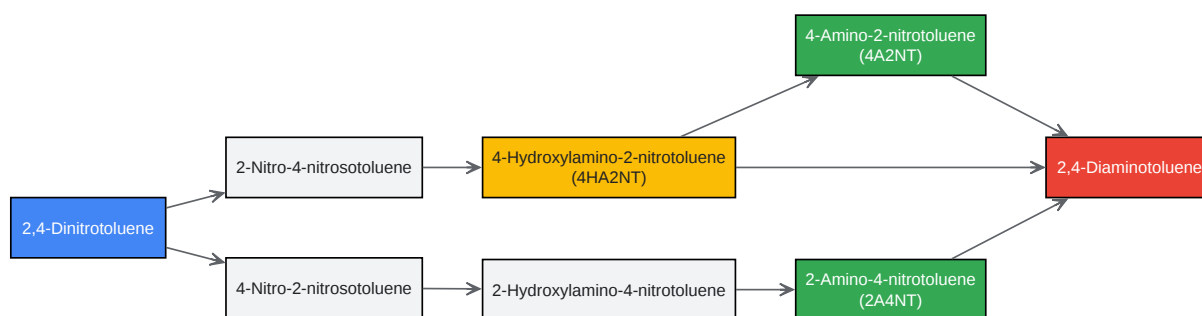 4-Amino-2-nitrotoluene
(4A2NT)
2-Nitro-4-nitrosotoluene
4-Hydroxylamino-2-nitrotoluene
(4HA2NT)
2,4-Diaminotoluene
2,4-Dinitrotoluene
4-Nitro-2-nitrosotoluene
2-Hydroxylamino-4-nitrotoluene
2-Amino-4-nitrotoluene
(2A4NT)